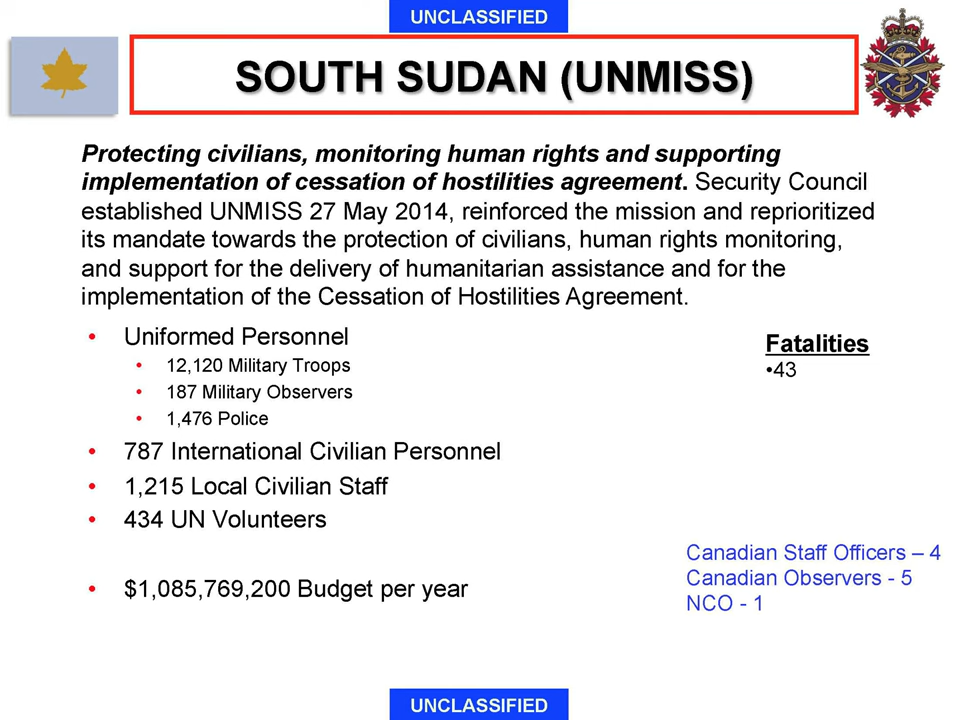 UNCLASSIFIED
SOUTH SUDAN (UNMISS)
Protecting civilians, monitoring human rights and supporting
implementation of cessation of hostilities agreement. Security Council
established UNMISS 27 May 2014, reinforced the mission and reprioritized
its mandate towards the protection of civilians, human rights monitoring,
and support for the delivery of humanitarian assistance and for the
implementation of the Cessation of Hostilities Agreement.
• Uniformed Personnel
• 12,120 Military Troops
• 187 Military Observers
• 1,476 Police
• 787 International Civilian Personnel
• 1,215 Local Civilian Staff
• 434 UN Volunteers
• $1,085,769,200 Budget per year
Fatalities
•43
Canadian Staff Officers – 4
Canadian Observers - 5
NCO - 1
UNCLASSIFIED